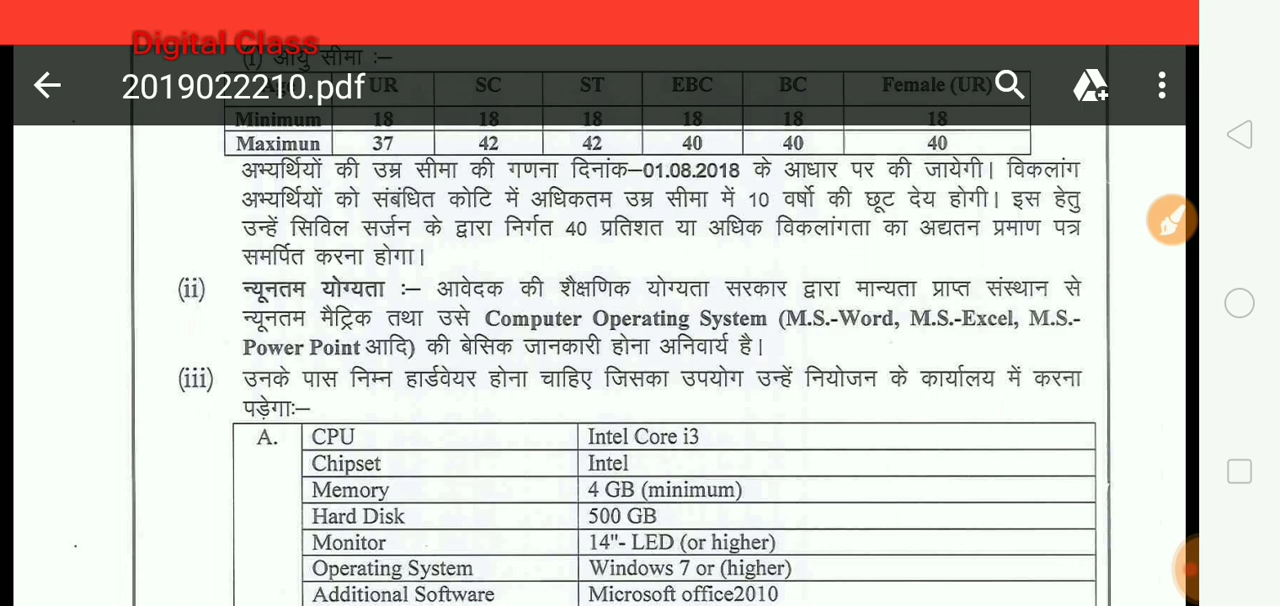 Digital Class
(i) आयु सीमा :–
2019022210.pdf
UR SC ST EBC BC Female (UR)
Minimum 18 18 18 18 18 18
Maximun 37 42 42 40 40 40
अभ्यर्थियों की उम्र सीमा की गणना दिनांक–01.08.2018 के आधार पर की जायेगी। विकलांग
अभ्यर्थियों को संबंधित कोटि में अधिकतम उम्र सीमा में 10 वर्षो की छूट देय होगी। इस हेतु
उन्हें सिविल सर्जन के द्वारा निर्गत 40 प्रतिशत या अधिक विकलांगता का अद्यतन प्रमाण पत्र
समर्पित करना होगा।
(ii) न्यूनतम योग्यता :– आवेदक की शैक्षणिक योग्यता सरकार द्वारा मान्यता प्राप्त संस्थान से
न्यूनतम मैट्रिक तथा उसे Computer Operating System (M.S.-Word, M.S.-Excel, M.S.-
Power Point आदि) की बेसिक जानकारी होना अनिवार्य है।
(iii) उनके पास निम्न हार्डवेयर होना चाहिए जिसका उपयोग उन्हें नियोजन के कार्यालय में करना
पड़ेगाः–
A. CPU Intel Core i3
Chipset Intel
Memory 4 GB (minimum)
Hard Disk 500 GB
Monitor 14"- LED (or higher)
Operating System Windows 7 or (higher)
Additional Software Microsoft office2010